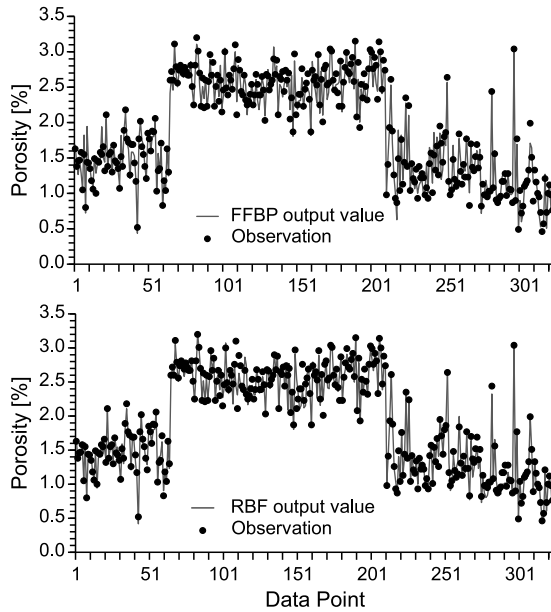 3.5
3.0
2.5
2.0
1.5
1.0
0.5
0.0
Porosity [%]
FFBP output value
Observation
1 51 101 151 201 251 301
3.5
3.0
2.5
2.0
1.5
1.0
0.5
0.0
Porosity [%]
RBF output value
Observation
1 51 101 151 201 251 301
Data Point